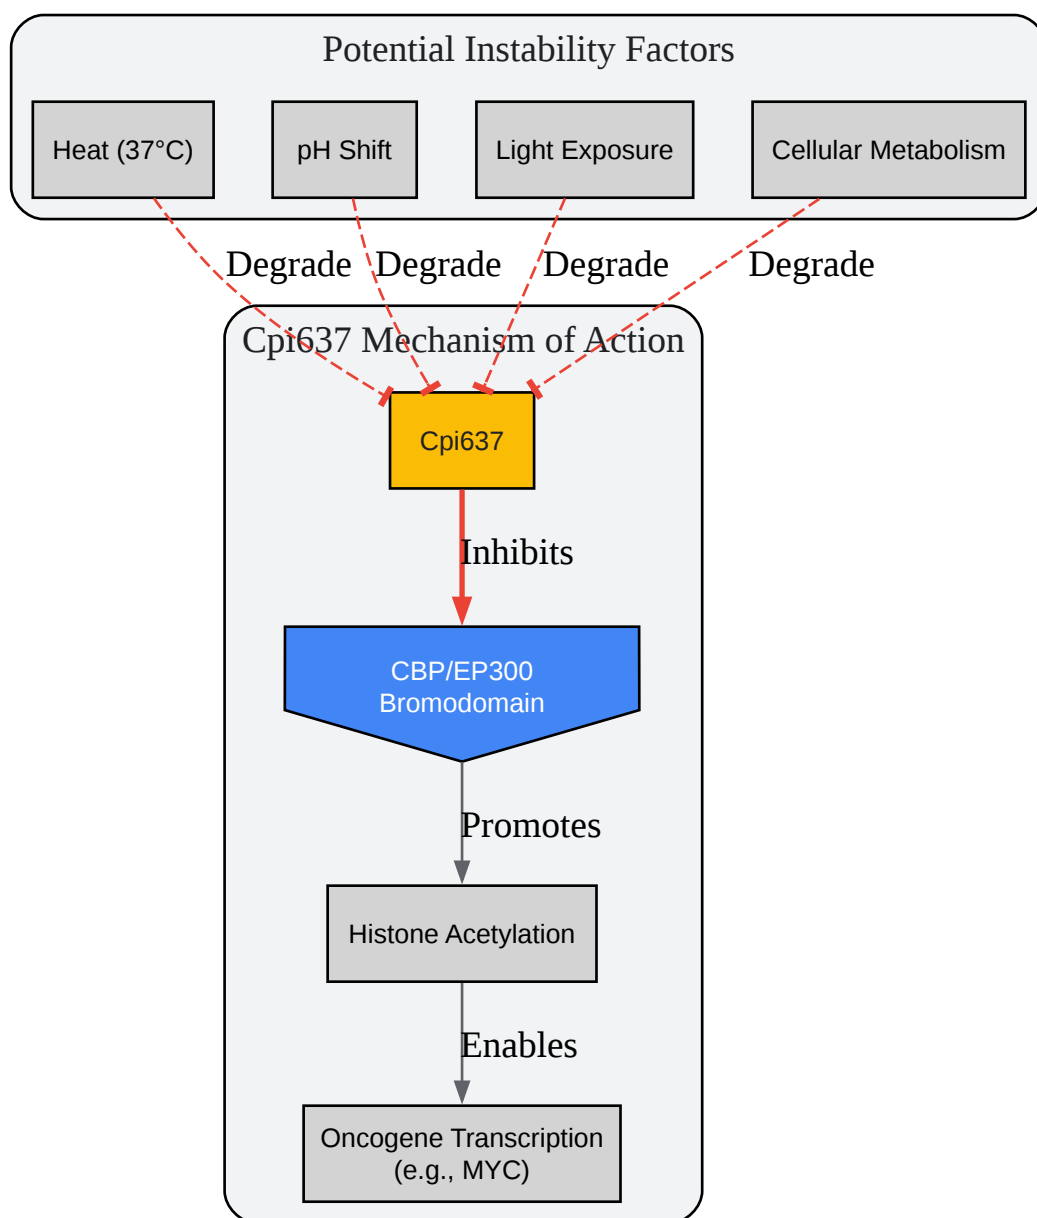 Potential Instability Factors
Heat (37°C)
pH Shift
Light Exposure
Cellular Metabolism
Degrade
Degrade
Degrade
Degrade
Cpi637 Mechanism of Action
Cpi637
Inhibits
CBP/EP300
Bromodomain
Promotes
Histone Acetylation
Enables
Oncogene Transcription
(e.g., MYC)